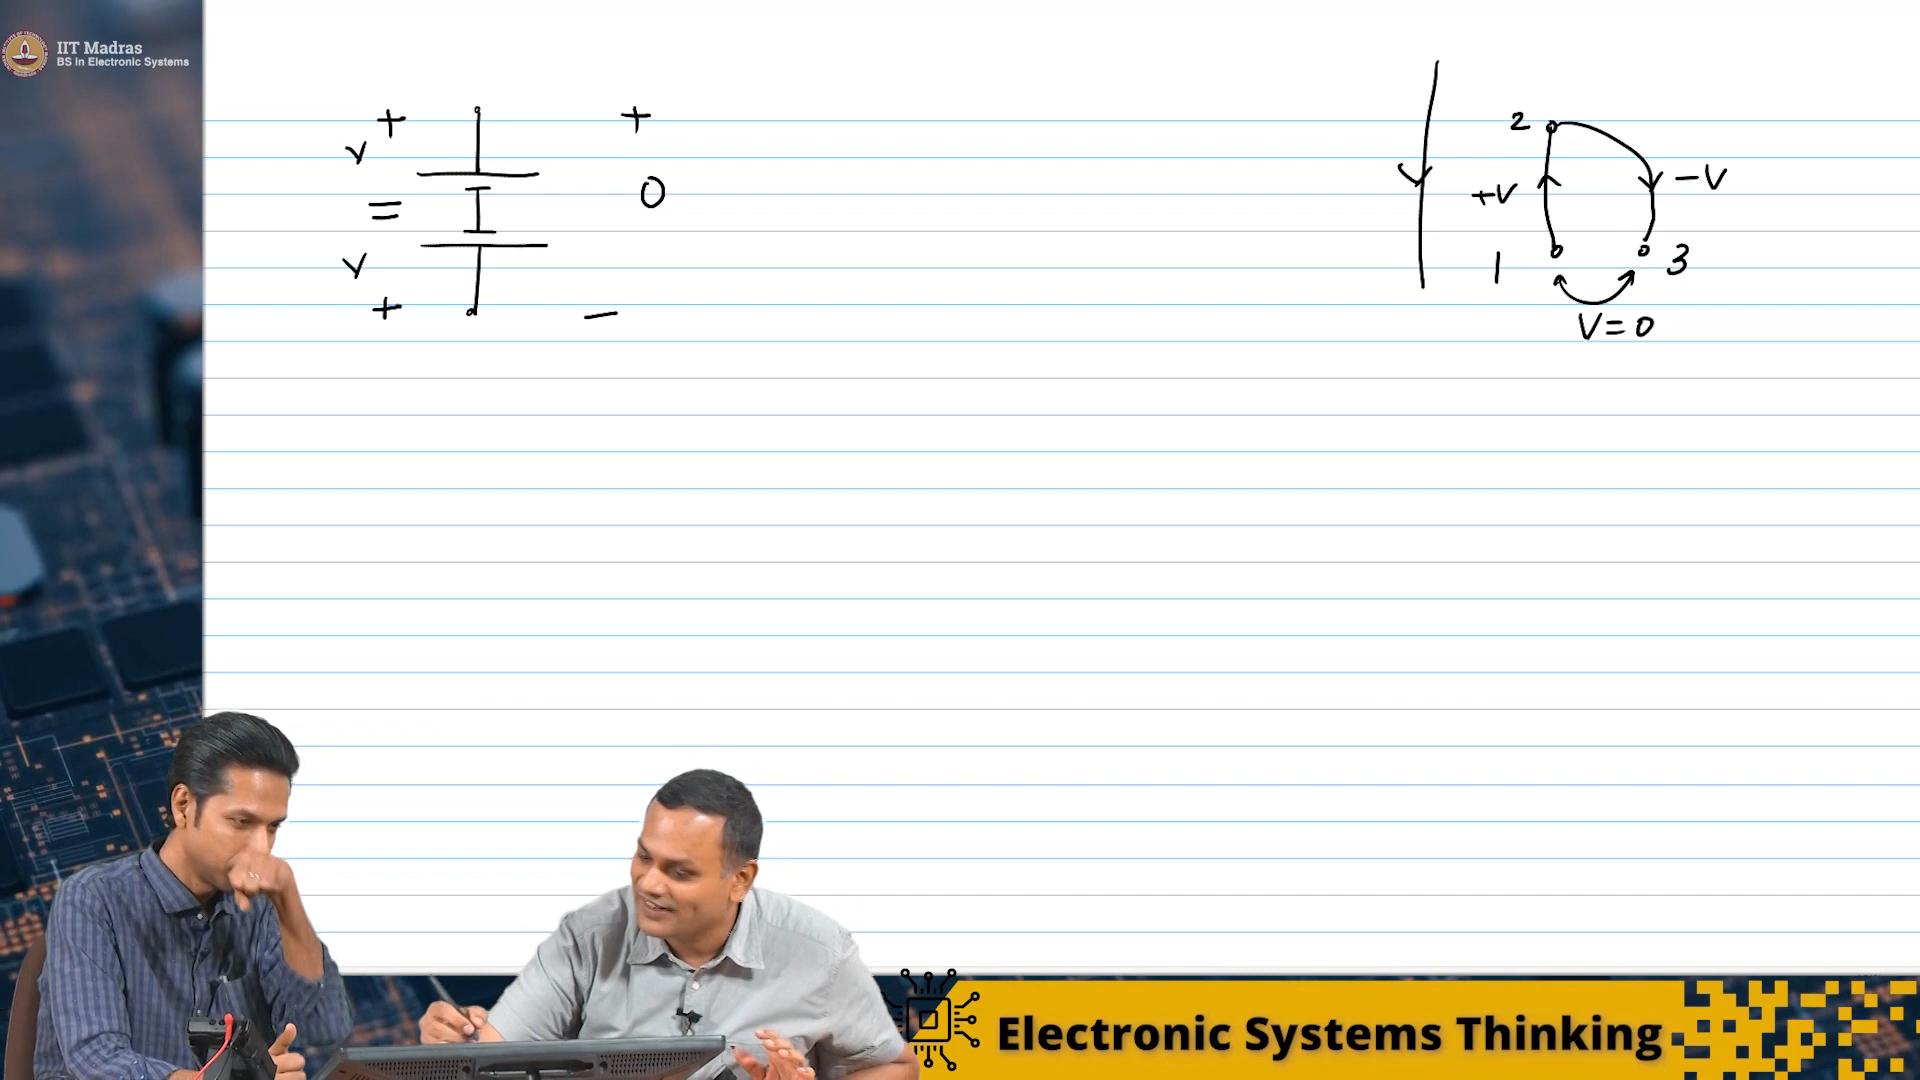 IIT Madras
BS in Electronic Systems
+
V
=
V
+
+
0
−
2
+V
−V
1
3
V=0
Electronic Systems Thinking